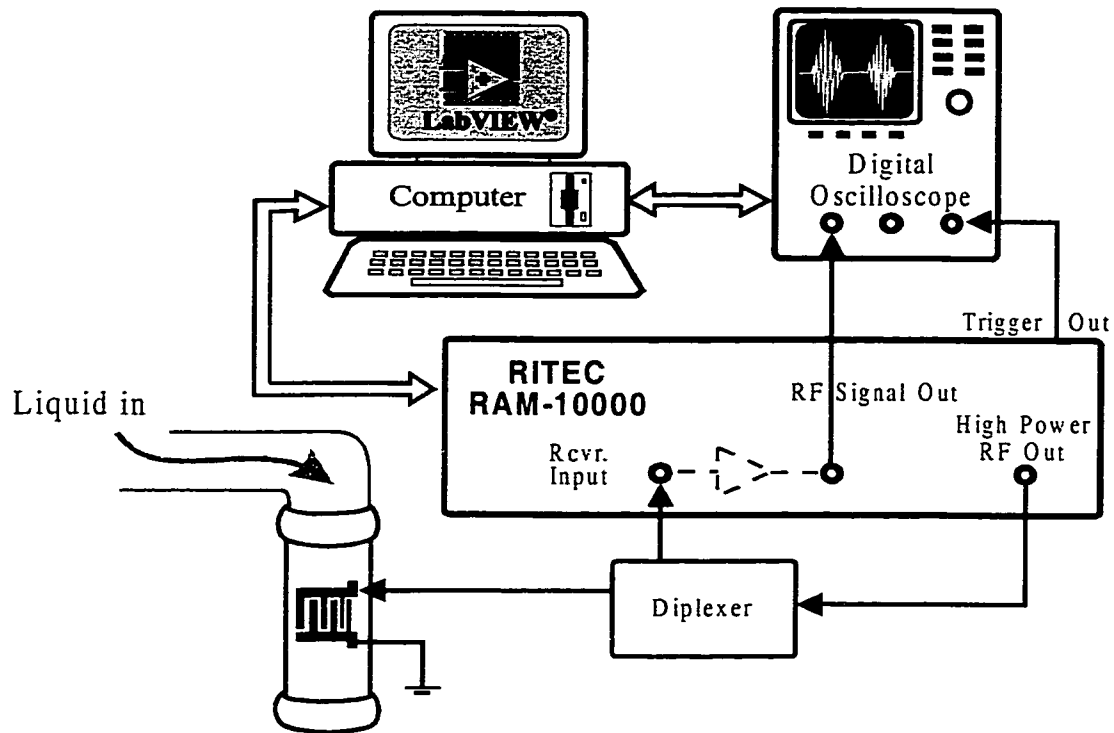 LabVIEW®
Computer
Digital
Oscilloscope
Trigger Out
RITEC
RAM-10000
RF Signal Out
High Power
RF Out
Rcvr.
Input
Liquid in
Diplexer